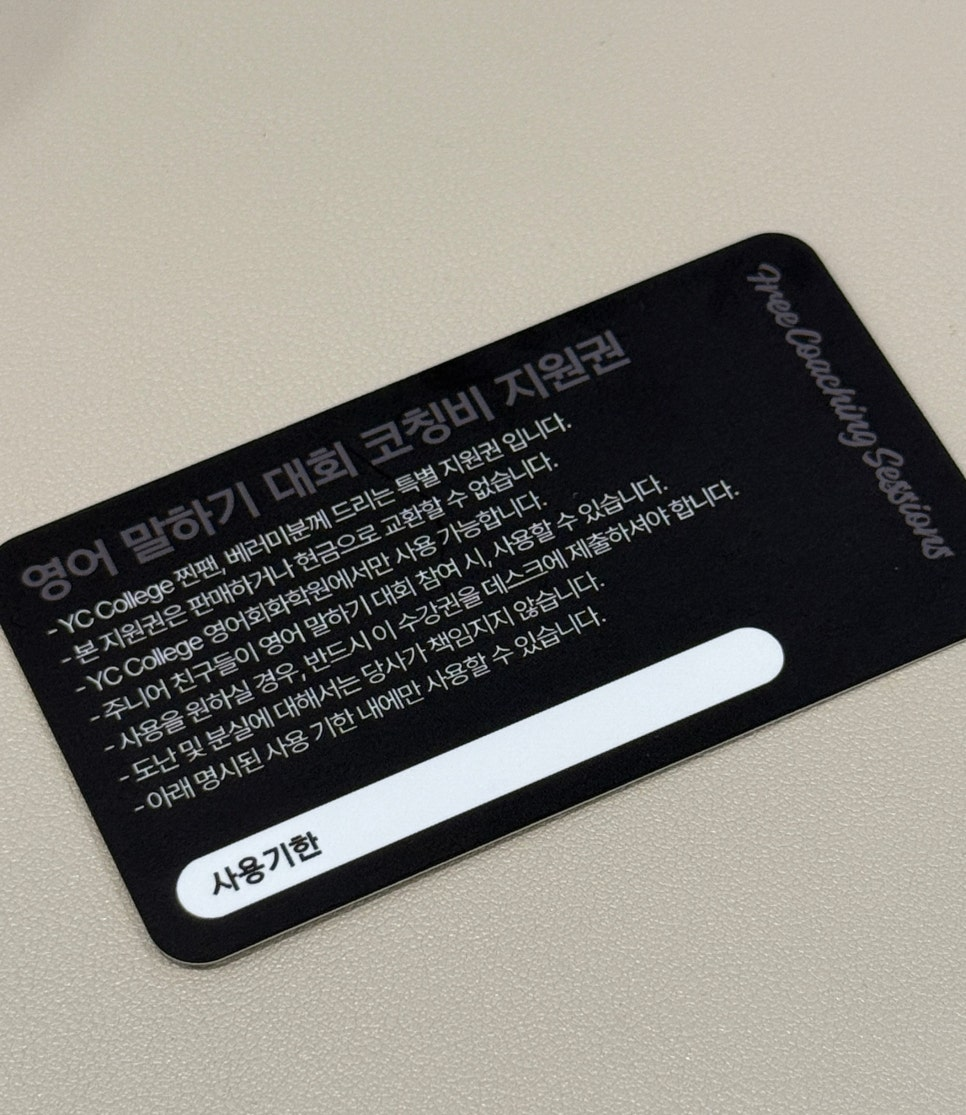 영어 말하기 대회 코칭비 지원권
- YC College 찐팬, 베러미분께 드리는 특별 지원권 입니다.
- 본 지원권은 판매하거나 현금으로 교환할 수 없습니다.
- YC College 영어회화학원에서만 사용 가능합니다.
- 주니어 친구들이 영어 말하기 대회 참여 시, 사용할 수 있습니다.
- 사용을 원하실 경우, 반드시 이 수강권을 데스크에 제출하셔야 합니다.
- 도난 및 분실에 대해서는 당사가 책임지지 않습니다.
- 아래 명시된 사용 기한 내에만 사용할 수 있습니다.
사용기한
Free Coaching Sessions